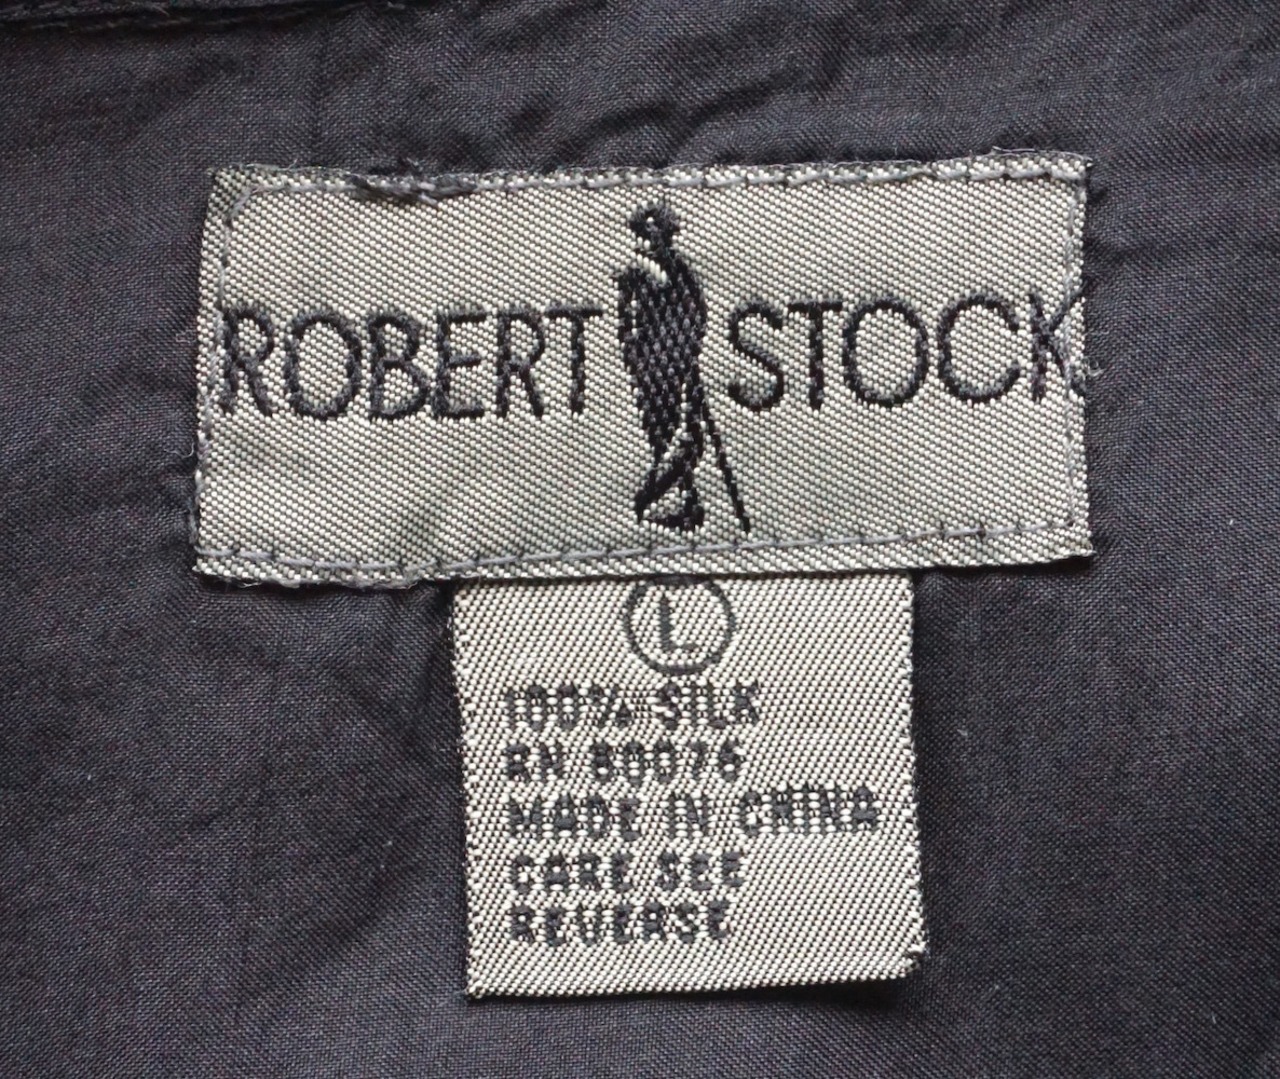 ROBERT STOCK
L
100% SILK
RN 80076
MADE IN CHINA
CARE SEE
REVERSE